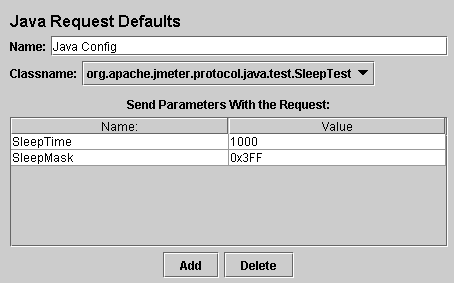 Java Request Defaults
Name: Java Config
Classname: org.apache.jmeter.protocol.java.test.SleepTest
Send Parameters With the Request:
Name: Value
SleepTime 1000
SleepMask 0x3FF
Add Delete